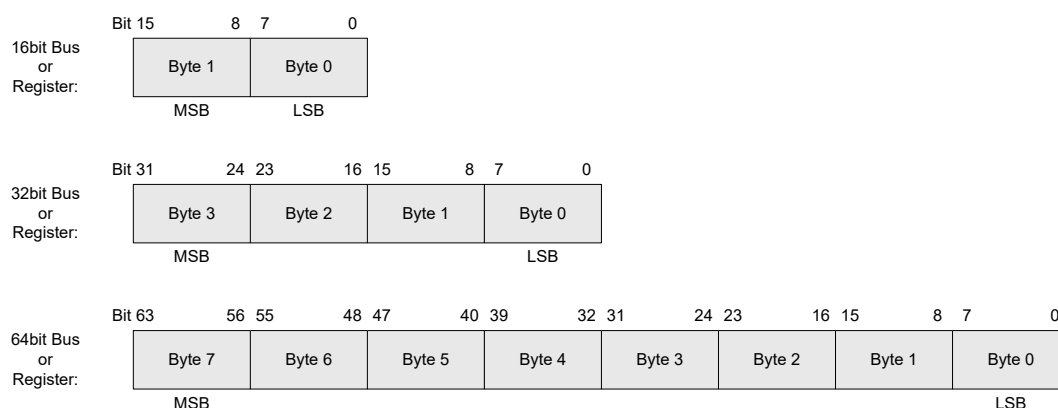 Bit 15 8 7 0
16bit Bus
or
Register:
Byte 1 Byte 0
MSB LSB
Bit 31 24 23 16 15 8 7 0
32bit Bus
or
Register:
Byte 3 Byte 2 Byte 1 Byte 0
MSB LSB
Bit 63 56 55 48 47 40 39 32 31 24 23 16 15 8 7 0
64bit Bus
or
Register:
Byte 7 Byte 6 Byte 5 Byte 4 Byte 3 Byte 2 Byte 1 Byte 0
MSB LSB